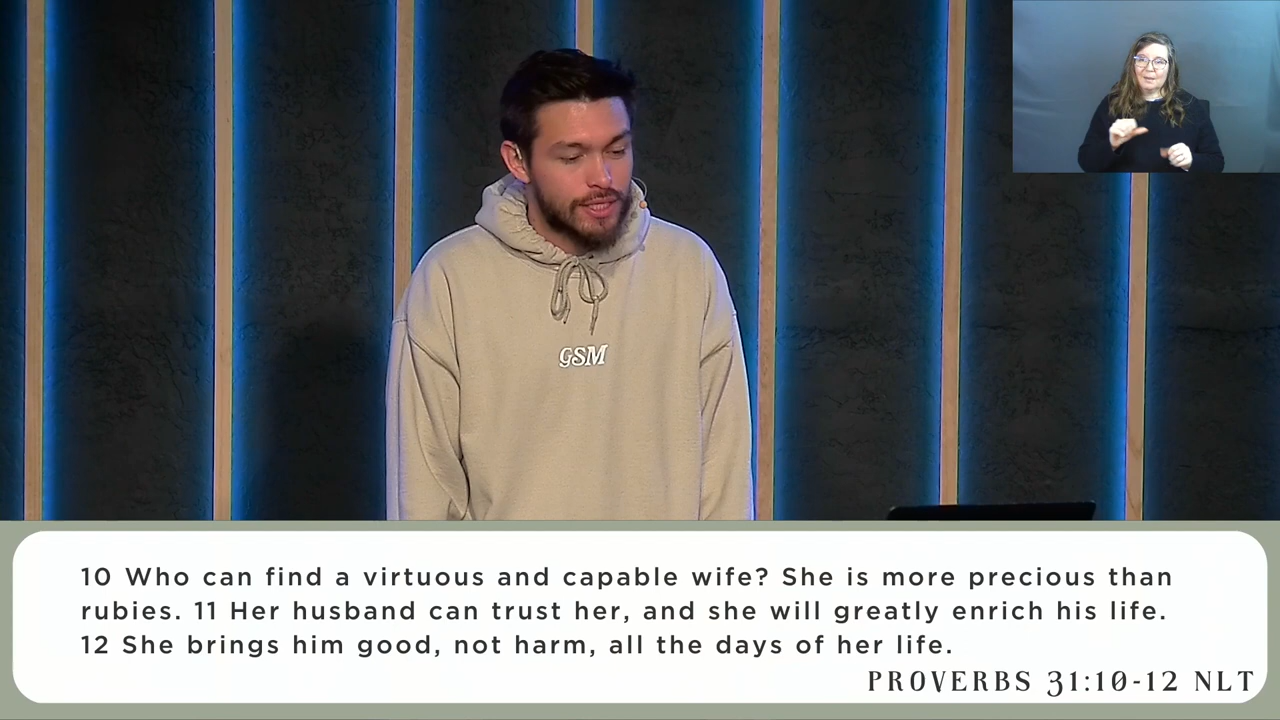 GSM
10 Who can find a virtuous and capable wife? She is more precious than
rubies. 11 Her husband can trust her, and she will greatly enrich his life.
12 She brings him good, not harm, all the days of her life.
PROVERBS 31:10-12 NLT